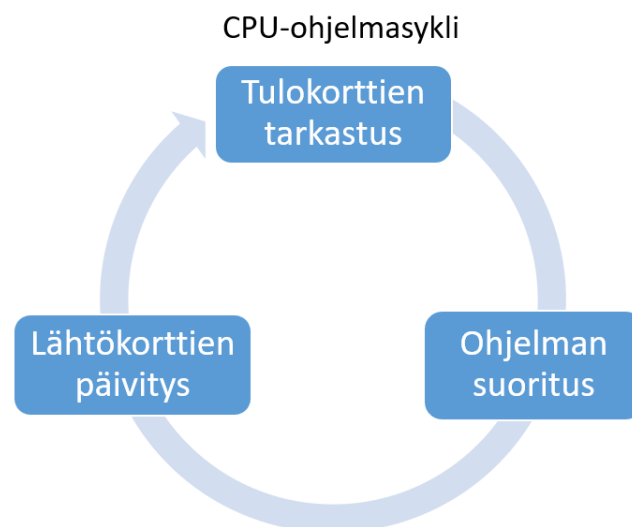 CPU-ohjelmasykli
Tulokorttien
tarkastus
Lähtökorttien
päivitys
Ohjelman
suoritus